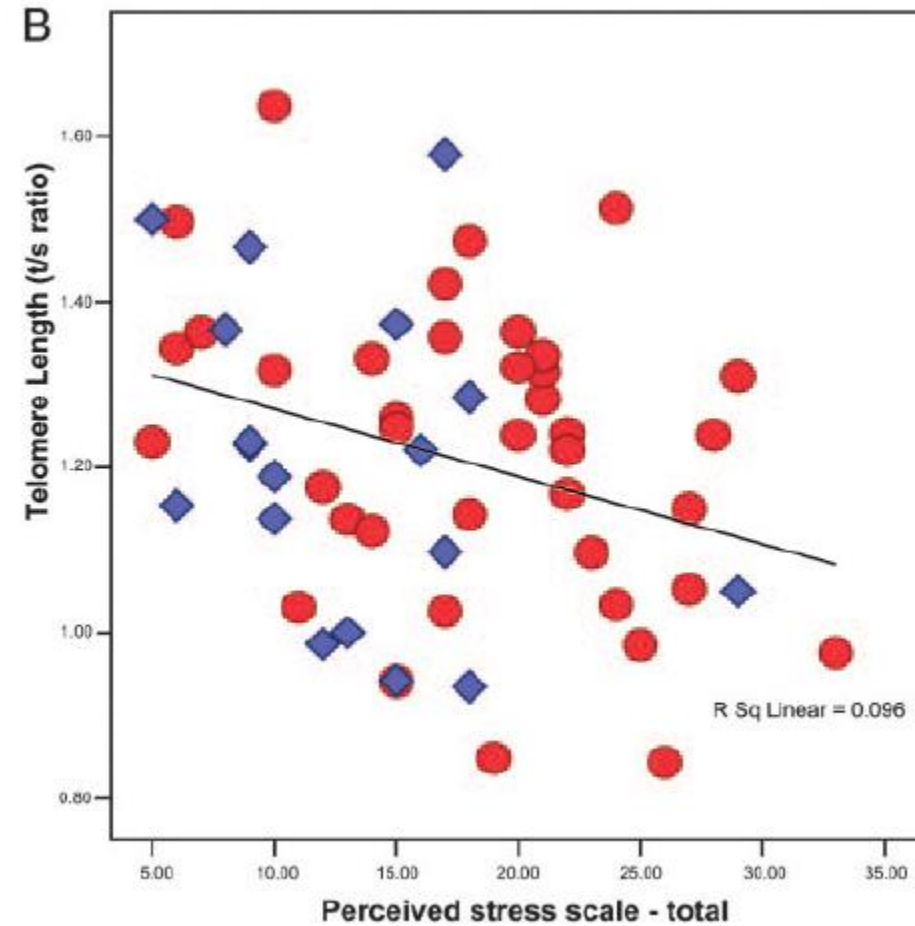 B
Telomere Length (t/s ratio)
1.60
1.40
1.20
1.00
0.80
R Sq Linear = 0.096
5.00 10.00 15.00 20.00 25.00 30.00 35.00
Perceived stress scale - total